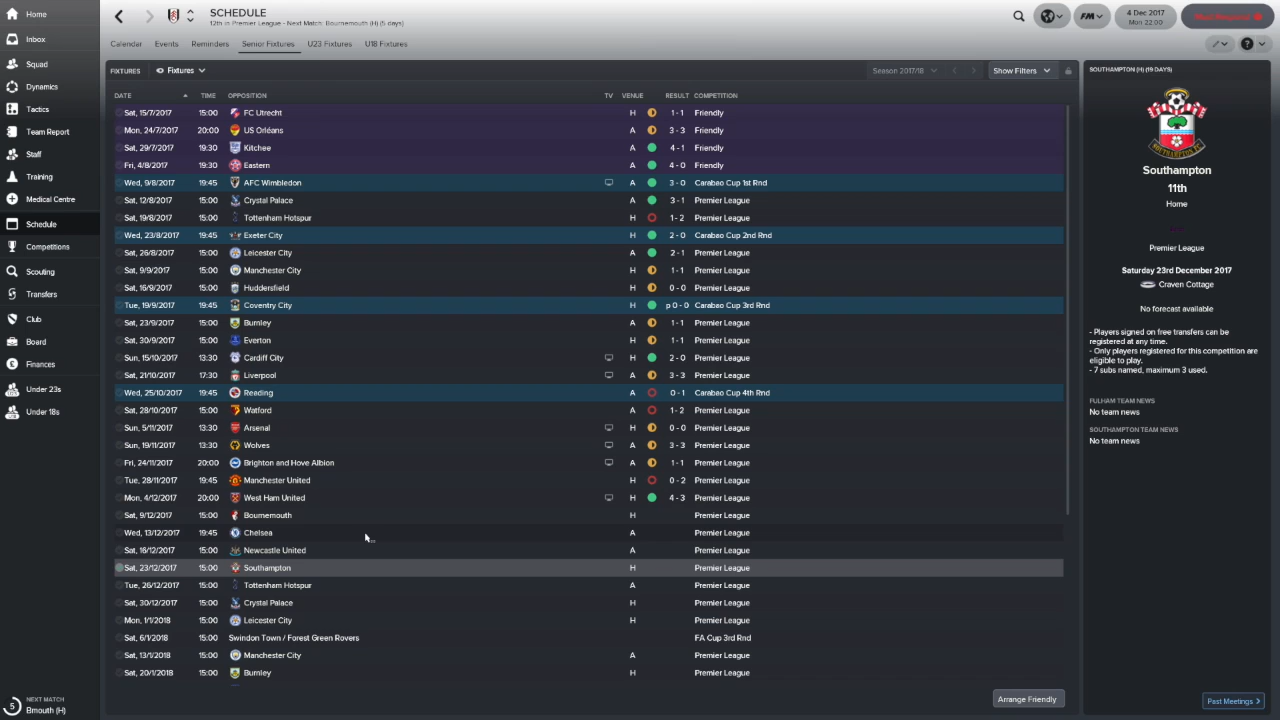 Home
Inbox
Squad
Dynamics
Tactics
Team Report
Staff
Training
Medical Centre
Schedule
Competitions
Scouting
Transfers
Club
Board
Finances
Under 23s
Under 18s
5
NEXT MATCH
B'mouth (H)
SCHEDULE
12th in Premier League - Next Match: Bournemouth (H) (5 days)
FM
4 Dec 2017
Mon 22:00
Calendar Events Reminders Senior Fixtures U23 Fixtures U18 Fixtures
FIXTURES Fixtures Season 2017/18 Show Filters
DATE TIME OPPOSITION TV VENUE RESULT COMPETITION
Sat, 15/7/2017 15:00 FC Utrecht H 1 - 1 Friendly
Mon, 24/7/2017 20:00 US Orléans A 3 - 3 Friendly
Sat, 29/7/2017 19:30 Kitchee A 4 - 1 Friendly
Fri, 4/8/2017 19:30 Eastern A 4 - 0 Friendly
Wed, 9/8/2017 19:45 AFC Wimbledon A 3 - 0 Carabao Cup 1st Rnd
Sat, 12/8/2017 15:00 Crystal Palace A 3 - 1 Premier League
Sat, 19/8/2017 15:00 Tottenham Hotspur H 1 - 2 Premier League
Wed, 23/8/2017 19:45 Exeter City H 2 - 0 Carabao Cup 2nd Rnd
Sat, 26/8/2017 15:00 Leicester City A 2 - 1 Premier League
Sat, 9/9/2017 15:00 Manchester City H 1 - 1 Premier League
Sat, 16/9/2017 15:00 Huddersfield H 0 - 0 Premier League
Tue, 19/9/2017 19:45 Coventry City H p 0 - 0 Carabao Cup 3rd Rnd
Sat, 23/9/2017 15:00 Burnley A 1 - 1 Premier League
Sat, 30/9/2017 15:00 Everton A 1 - 1 Premier League
Sun, 15/10/2017 13:30 Cardiff City H 2 - 0 Premier League
Sat, 21/10/2017 17:30 Liverpool A 3 - 3 Premier League
Wed, 25/10/2017 19:45 Reading A 0 - 1 Carabao Cup 4th Rnd
Sat, 28/10/2017 15:00 Watford A 1 - 2 Premier League
Sun, 5/11/2017 13:30 Arsenal H 0 - 0 Premier League
Sun, 19/11/2017 13:30 Wolves A 3 - 3 Premier League
Fri, 24/11/2017 20:00 Brighton and Hove Albion A 1 - 1 Premier League
Tue, 28/11/2017 19:45 Manchester United H 0 - 2 Premier League
Mon, 4/12/2017 20:00 West Ham United H 4 - 3 Premier League
Sat, 9/12/2017 15:00 Bournemouth H Premier League
Wed, 13/12/2017 19:45 Chelsea A Premier League
Sat, 16/12/2017 15:00 Newcastle United A Premier League
Sat, 23/12/2017 15:00 Southampton H Premier League
Tue, 26/12/2017 15:00 Tottenham Hotspur A Premier League
Sat, 30/12/2017 15:00 Crystal Palace H Premier League
Mon, 1/1/2018 15:00 Leicester City H Premier League
Sat, 6/1/2018 15:00 Swindon Town / Forest Green Rovers FA Cup 3rd Rnd
Sat, 13/1/2018 15:00 Manchester City A Premier League
Sat, 20/1/2018 15:00 Burnley H Premier League
Arrange Friendly
SOUTHAMPTON (H) (19 DAYS)
SOUTHAMPTON FC
Southampton
11th
Home
Premier League
Saturday 23rd December 2017
Craven Cottage
No forecast available
- Players signed on free transfers can be
registered at any time.
- Only players registered for this competition are
eligible to play.
- 7 subs named, maximum 3 used.
FULHAM TEAM NEWS
No team news
SOUTHAMPTON TEAM NEWS
No team news
Past Meetings